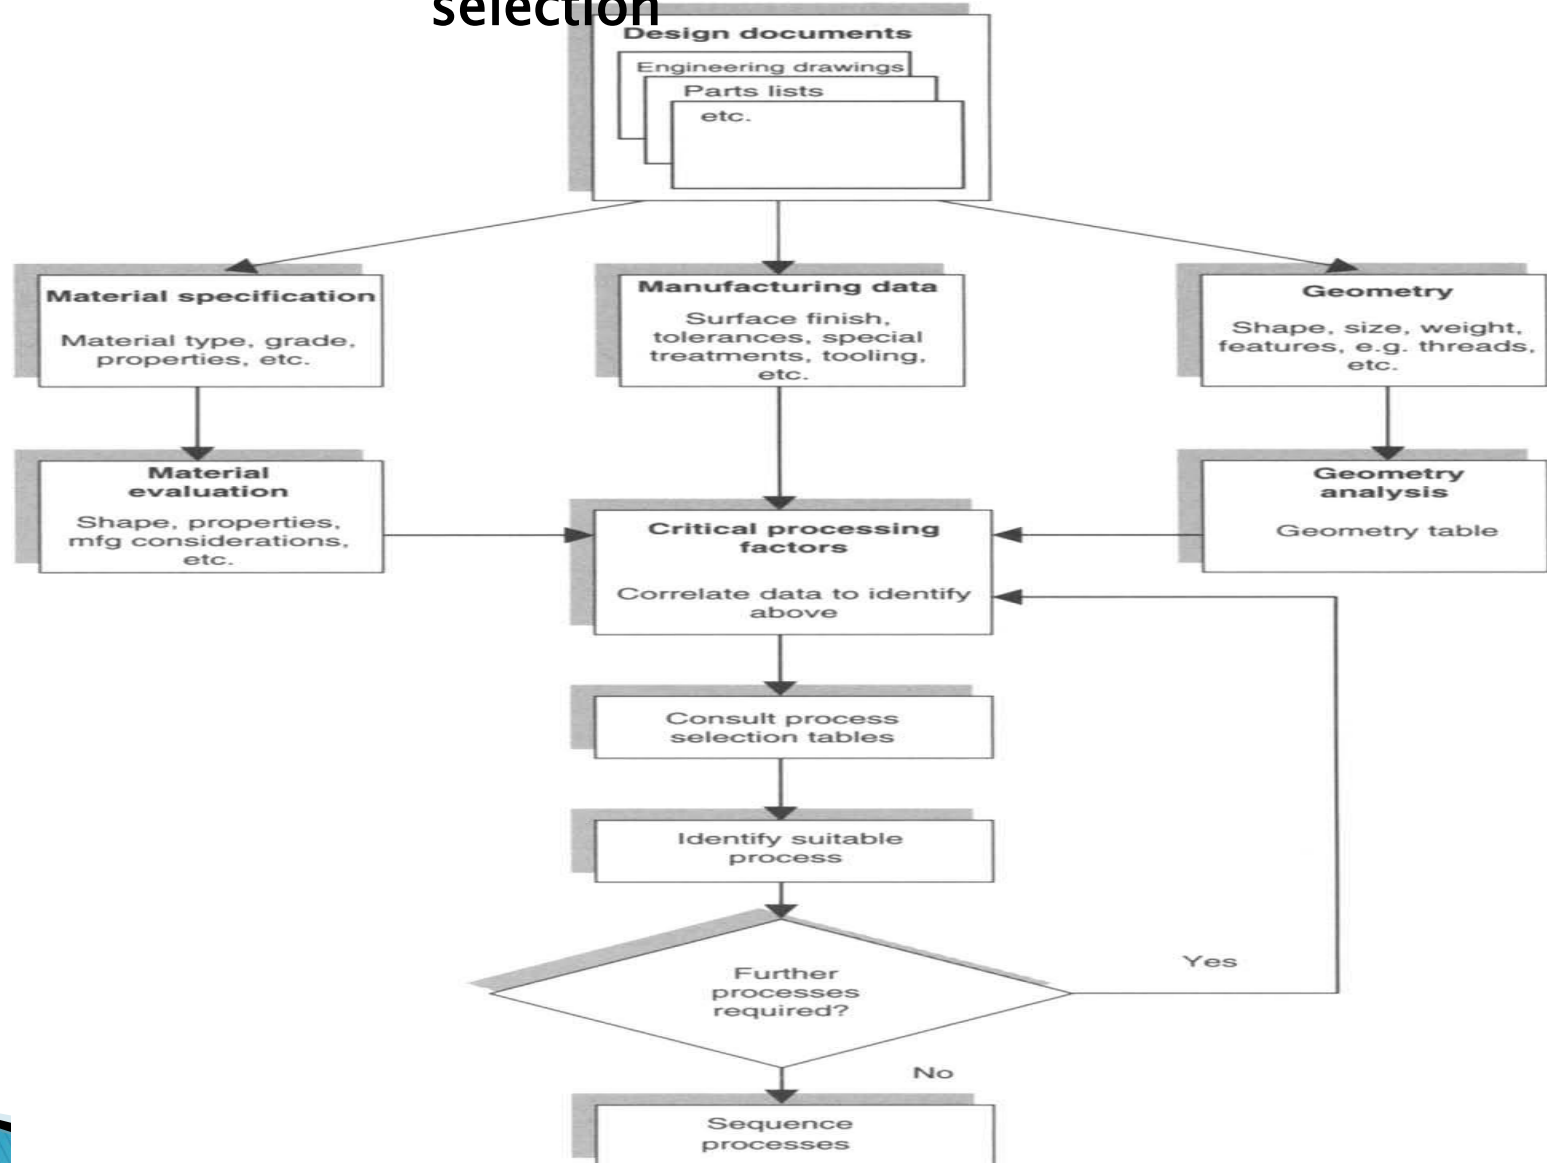 selection
Design documents
Engineering drawings
Parts lists
etc.
Material specification
Material type, grade,
properties, etc.
Manufacturing data
Surface finish,
tolerances, special
treatments, tooling,
etc.
Geometry
Shape, size, weight,
features, e.g. threads,
etc.
Material
evaluation
Shape, properties,
mfg considerations,
etc.
Critical processing
factors
Correlate data to identify
above
Geometry
analysis
Geometry table
Consult process
selection tables
Identify suitable
process
Further
processes
required?
Yes
No
Sequence
processes